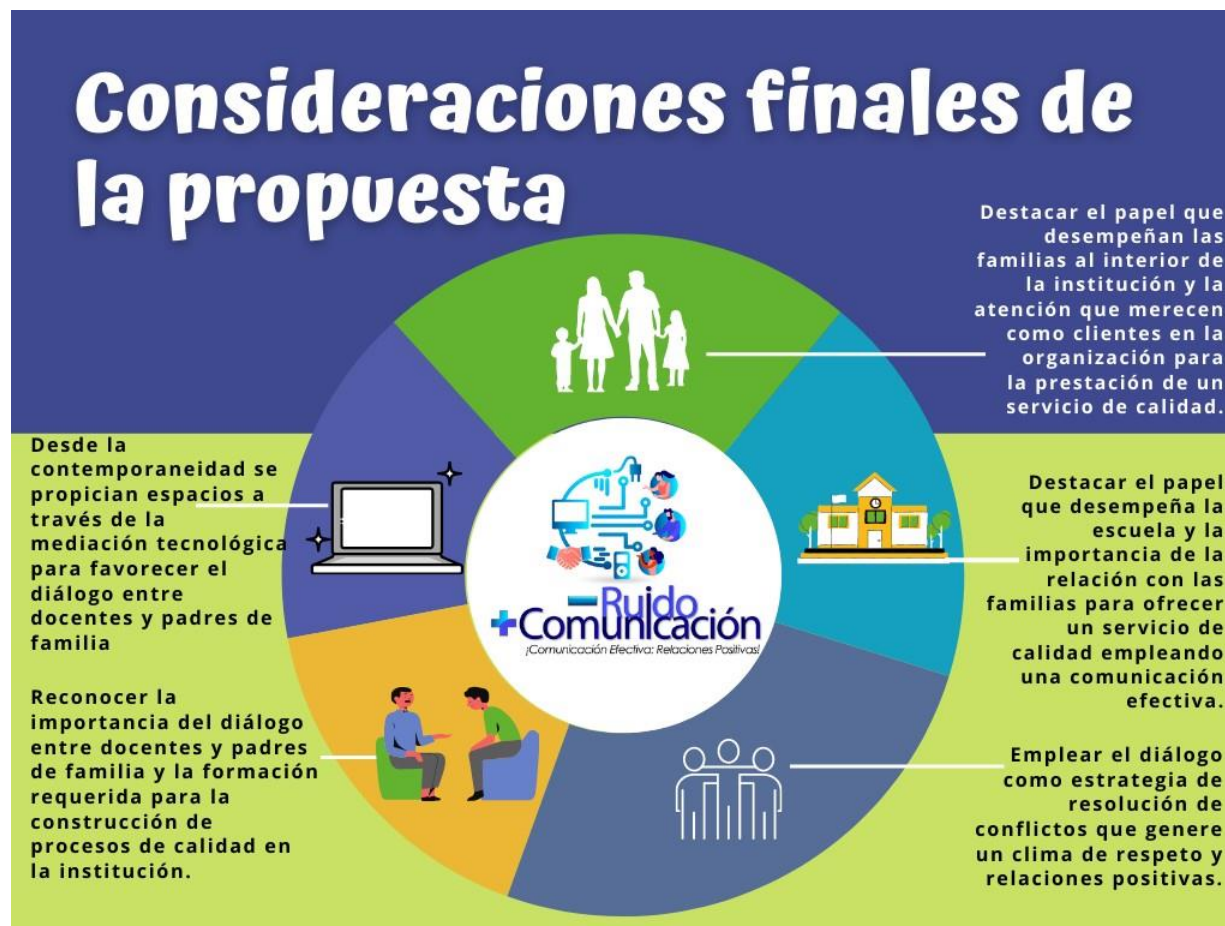 Consideraciones finales de
la propuesta
Destacar el papel que
desempeñan las
familias al interior de
la institución y la
atención que merecen
como clientes en la
organización para
la prestación de un
servicio de calidad.
Destacar el papel
que desempeña la
escuela y la
importancia de la
relación con las
familias para ofrecer
un servicio de
calidad empleando
una comunicación
efectiva.
Emplear el diálogo
como estrategia de
resolución de
conflictos que genere
un clima de respeto y
relaciones positivas.
Desde la
contemporaneidad se
propician espacios a
través de la
mediación tecnológica
para favorecer el
diálogo entre
docentes y padres de
familia
Reconocer la
importancia del diálogo
entre docentes y padres
de familia y la formación
requerida para la
construcción de
procesos de calidad en
la institución.
-Ruido
+Comunicación
¡Comunicación Efectiva: Relaciones Positivas!